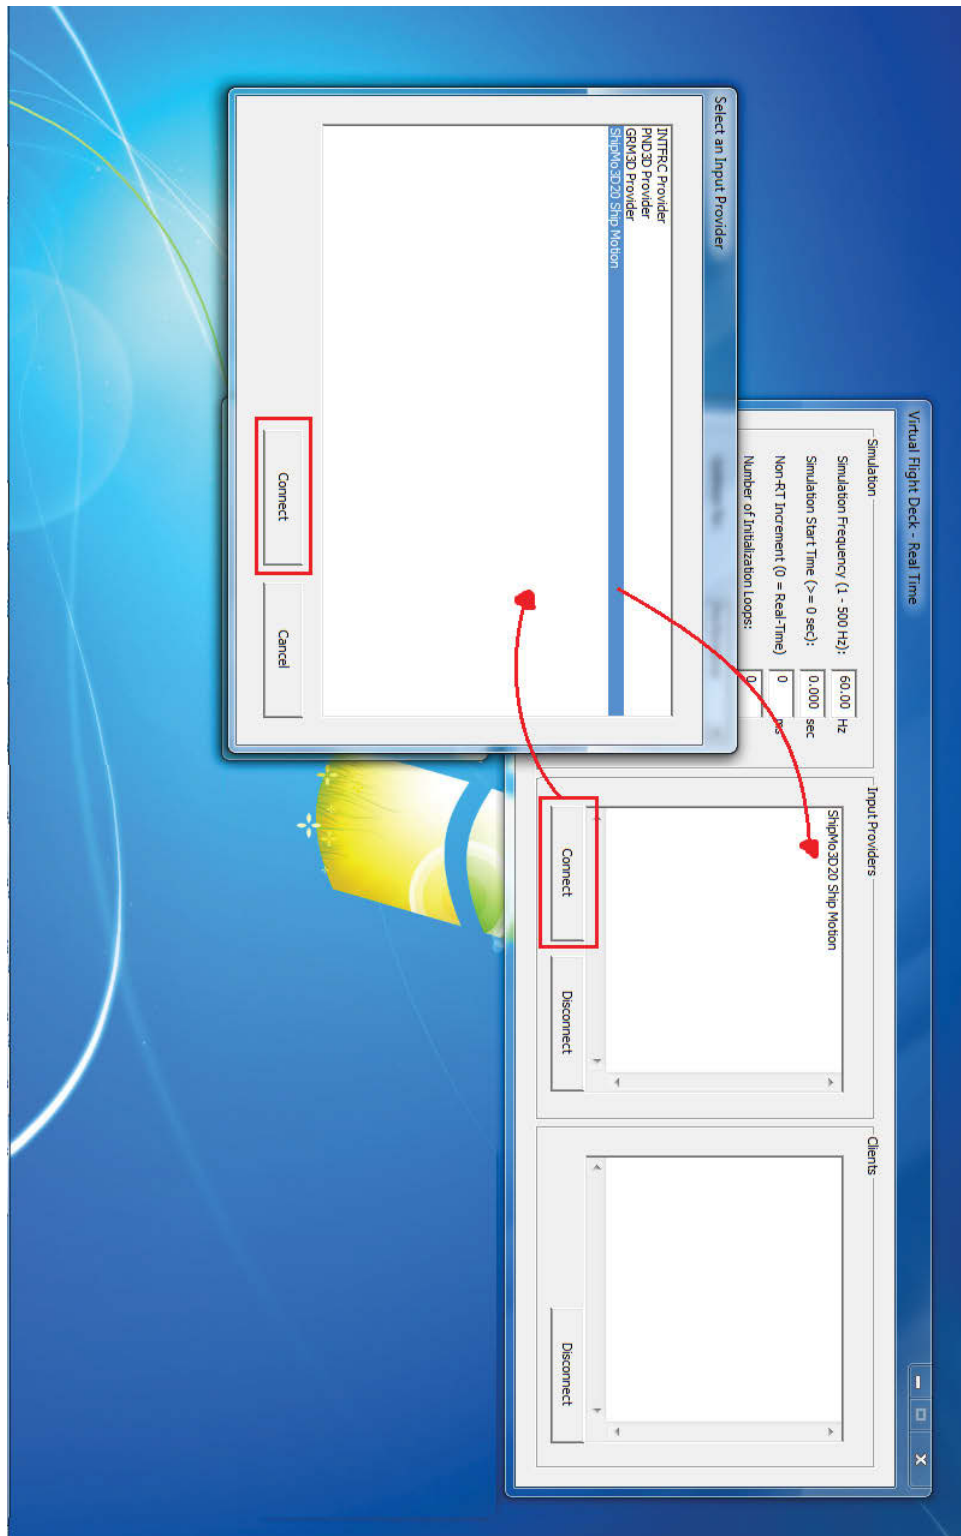 Virtual Flight Deck - Real Time
Simulation
Simulation Frequency (1 - 500 Hz):
60.00
Hz
Simulation Start Time (>= 0 sec):
0.000
sec
Non-RT Increment (0 = Real-Time)
0
ms
Number of Initialization Loops:
0
Input Providers
ShipMo3D20 Ship Motion
Connect
Disconnect
Clients
Disconnect
Select an Input Provider
INTFRC Provider
PND3D Provider
GRM3D Provider
ShipMo3D20 Ship Motion
Connect
Cancel